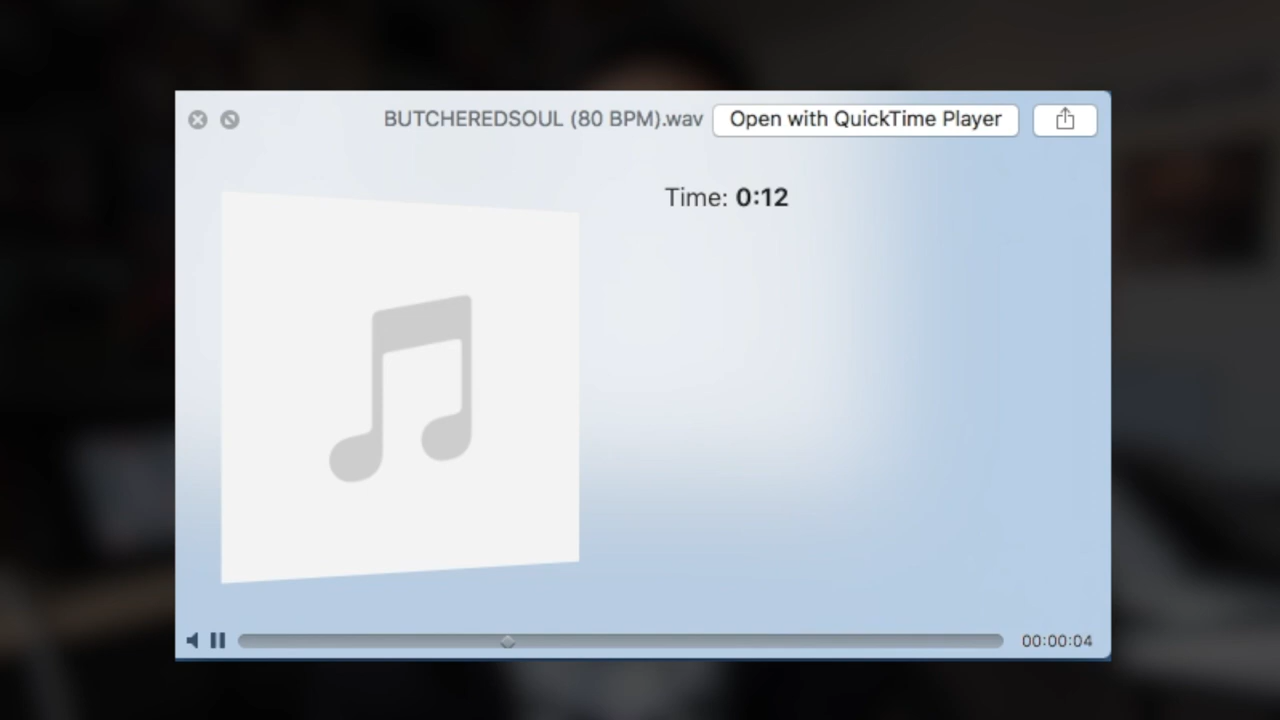 BUTCHEREDSOUL (80 BPM).wav Open with QuickTime Player
Time: 0:12
00:00:04